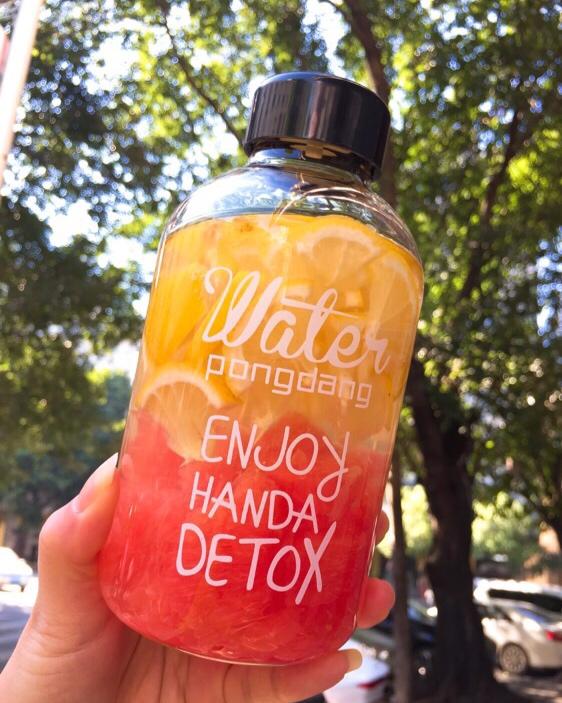 Water
pongdang
ENJOY
HANDA
DETOX